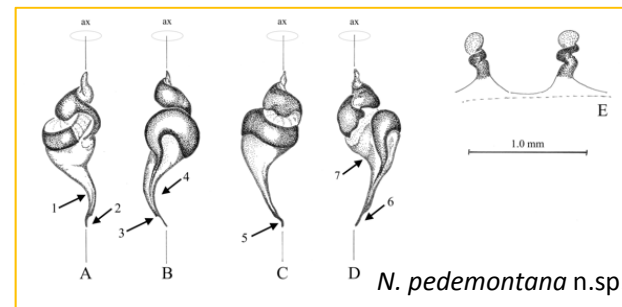 ax ax ax ax
E
1.0 mm
1 2 3 4 5 6 7
A B C D
N. pedemontana n.sp